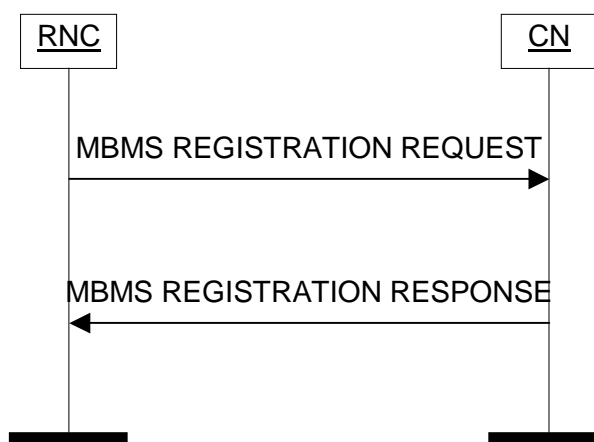 RNC
CN
MBMS REGISTRATION REQUEST
MBMS REGISTRATION RESPONSE